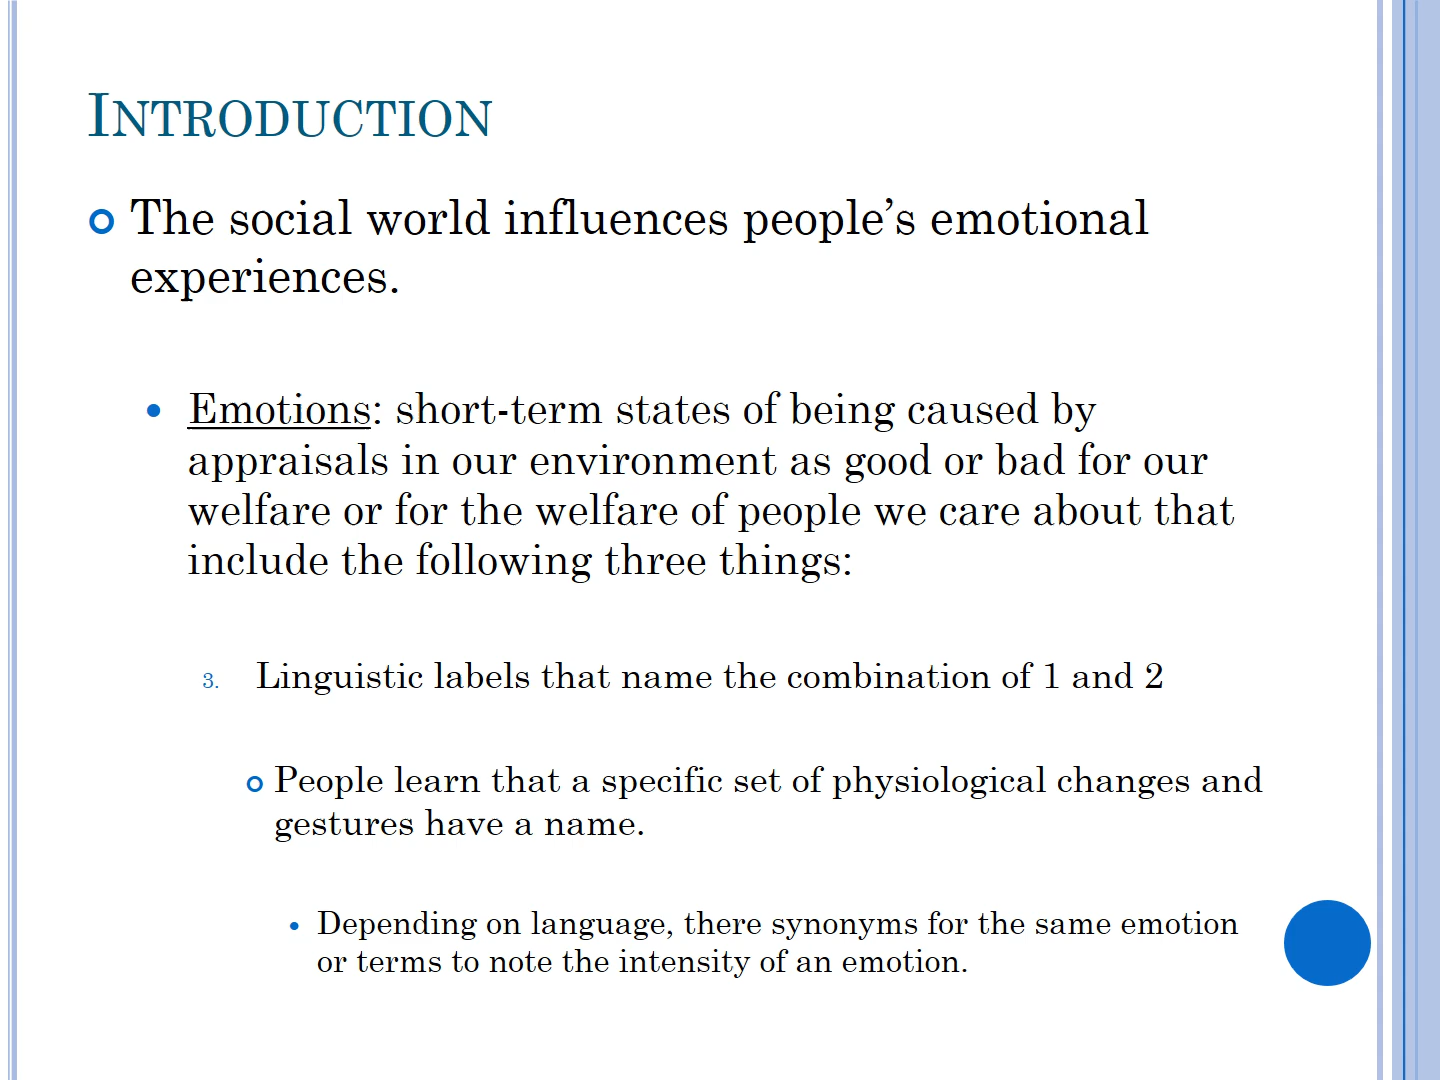 INTRODUCTION
The social world influences people’s emotional
experiences.
Emotions: short-term states of being caused by
appraisals in our environment as good or bad for our
welfare or for the welfare of people we care about that
include the following three things:
3. Linguistic labels that name the combination of 1 and 2
People learn that a specific set of physiological changes and
gestures have a name.
Depending on language, there synonyms for the same emotion
or terms to note the intensity of an emotion.